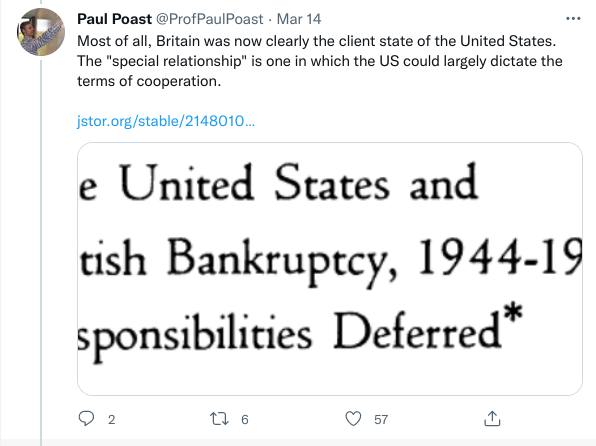 Paul Poast @ProfPaulPoast · Mar 14 ...
Most of all, Britain was now clearly the client state of the United States.
The "special relationship" is one in which the US could largely dictate the
terms of cooperation.
jstor.org/stable/2148010...
e United States and
tish Bankruptcy, 1944-19
sponsibilities Deferred*
2 6 57